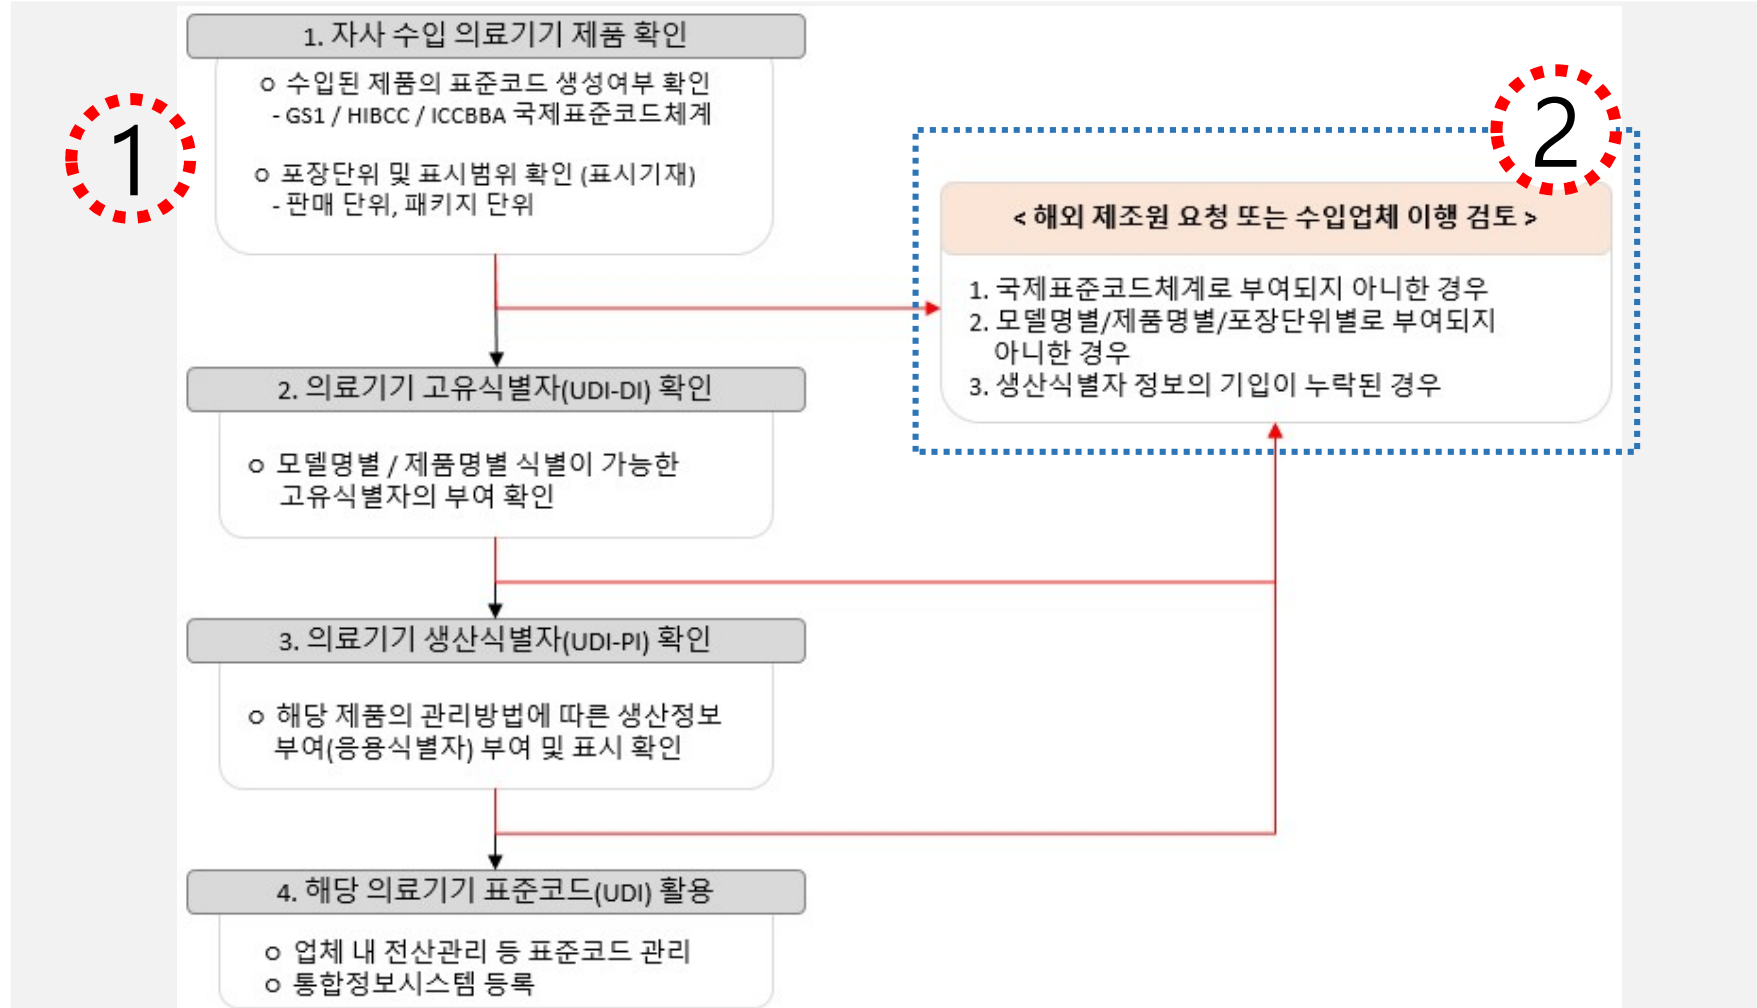 1
1. 자사 수입 의료기기 제품 확인
ㅇ 수입된 제품의 표준코드 생성여부 확인
- GS1 / HIBCC / ICCBBA 국제표준코드체계
ㅇ 포장단위 및 표시범위 확인 (표시기재)
- 판매 단위, 패키지 단위
2
< 해외 제조원 요청 또는 수입업체 이행 검토 >
1. 국제표준코드체계로 부여되지 아니한 경우
2. 모델명별/제품명별/포장단위별로 부여되지
아니한 경우
3. 생산식별자 정보의 기입이 누락된 경우
2. 의료기기 고유식별자(UDI-DI) 확인
ㅇ 모델명별 / 제품명별 식별이 가능한
고유식별자의 부여 확인
3. 의료기기 생산식별자(UDI-PI) 확인
ㅇ 해당 제품의 관리방법에 따른 생산정보
부여(응용식별자) 부여 및 표시 확인
4. 해당 의료기기 표준코드(UDI) 활용
ㅇ 업체 내 전산관리 등 표준코드 관리
ㅇ 통합정보시스템 등록